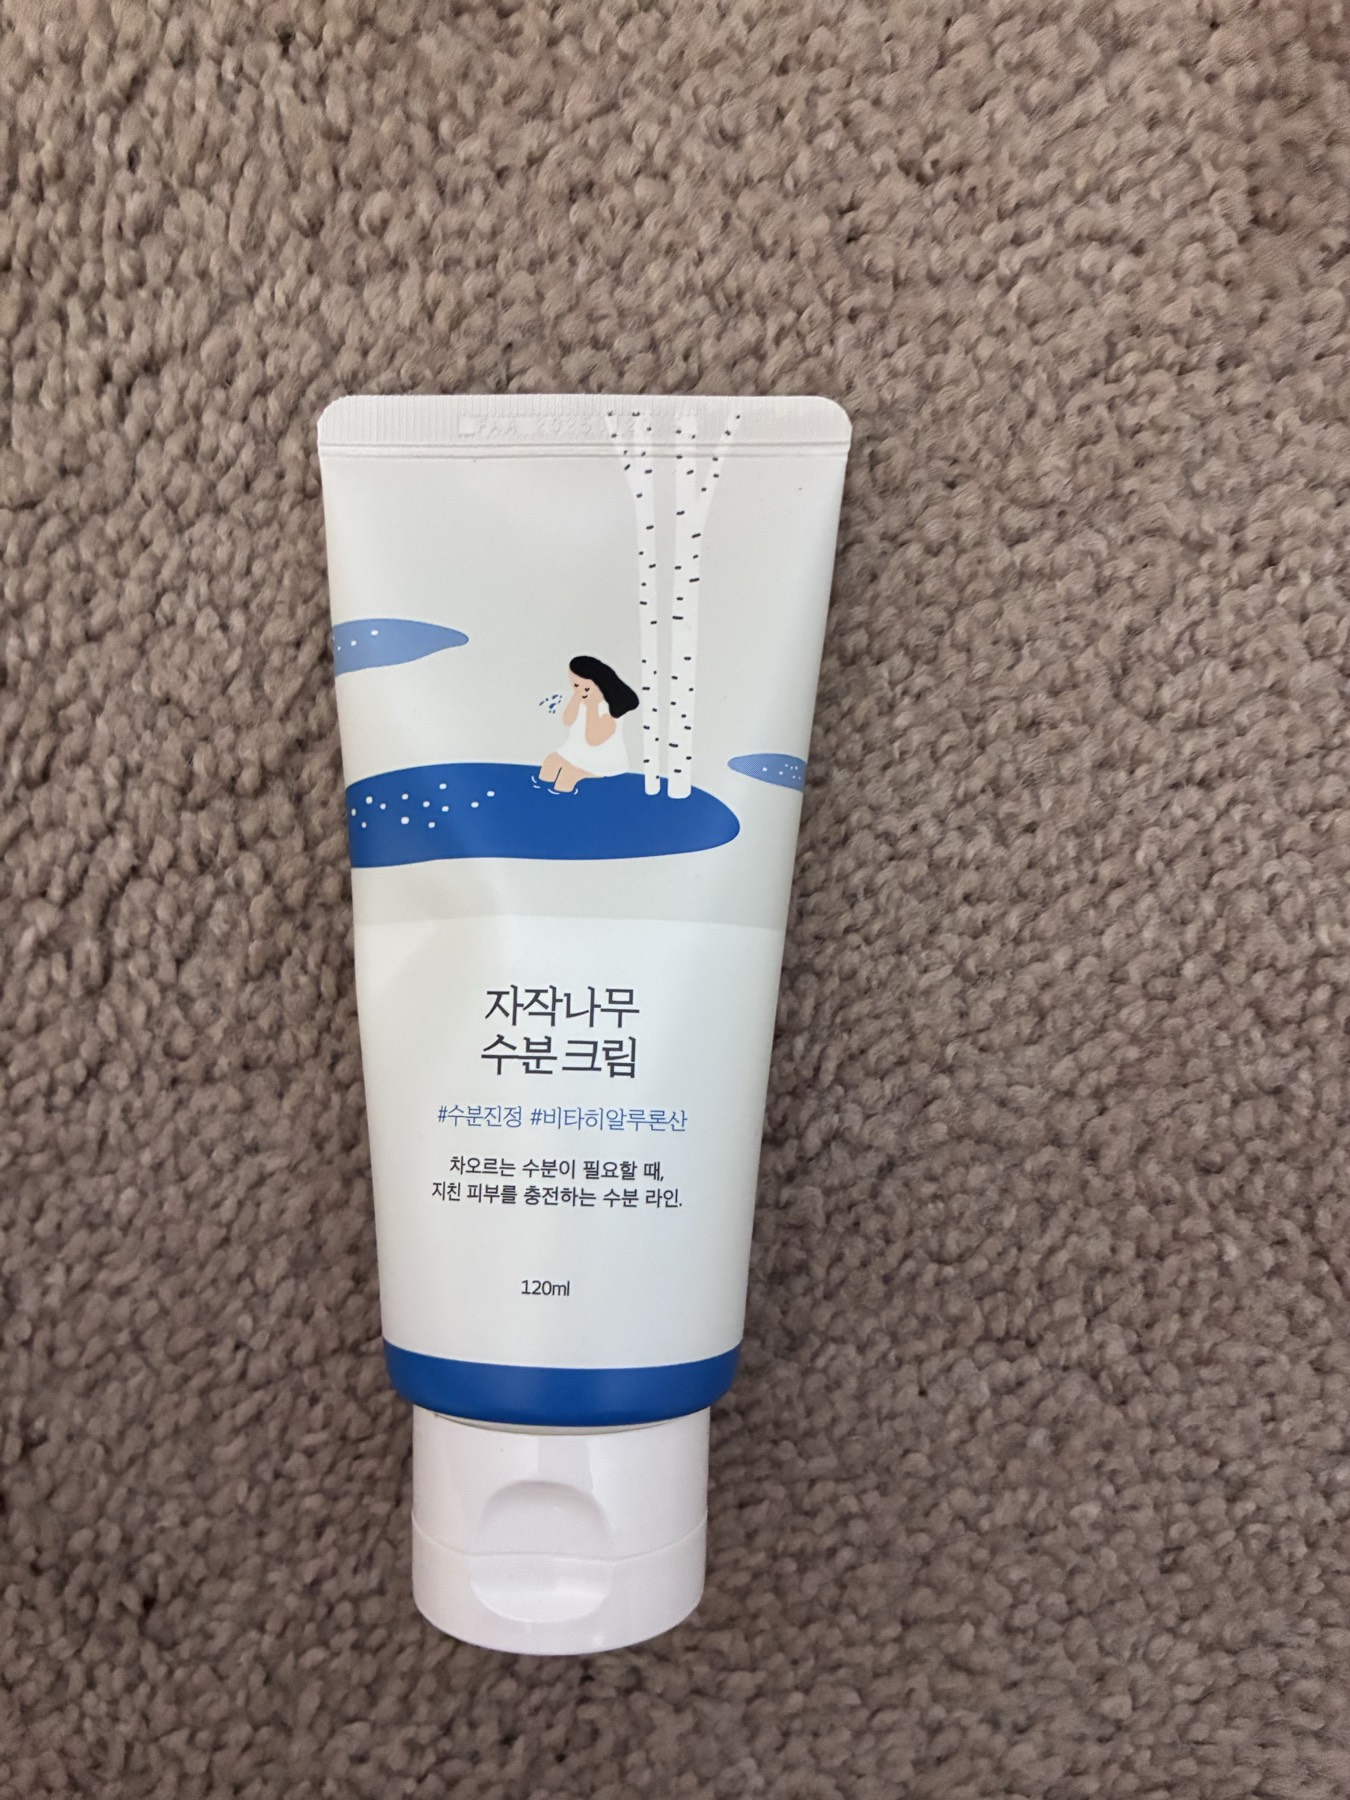 자작나무
수분 크림
#수분진정 #비타히알루론산
차오르는 수분이 필요할 때,
지친 피부를 충전하는 수분 라인.
120ml